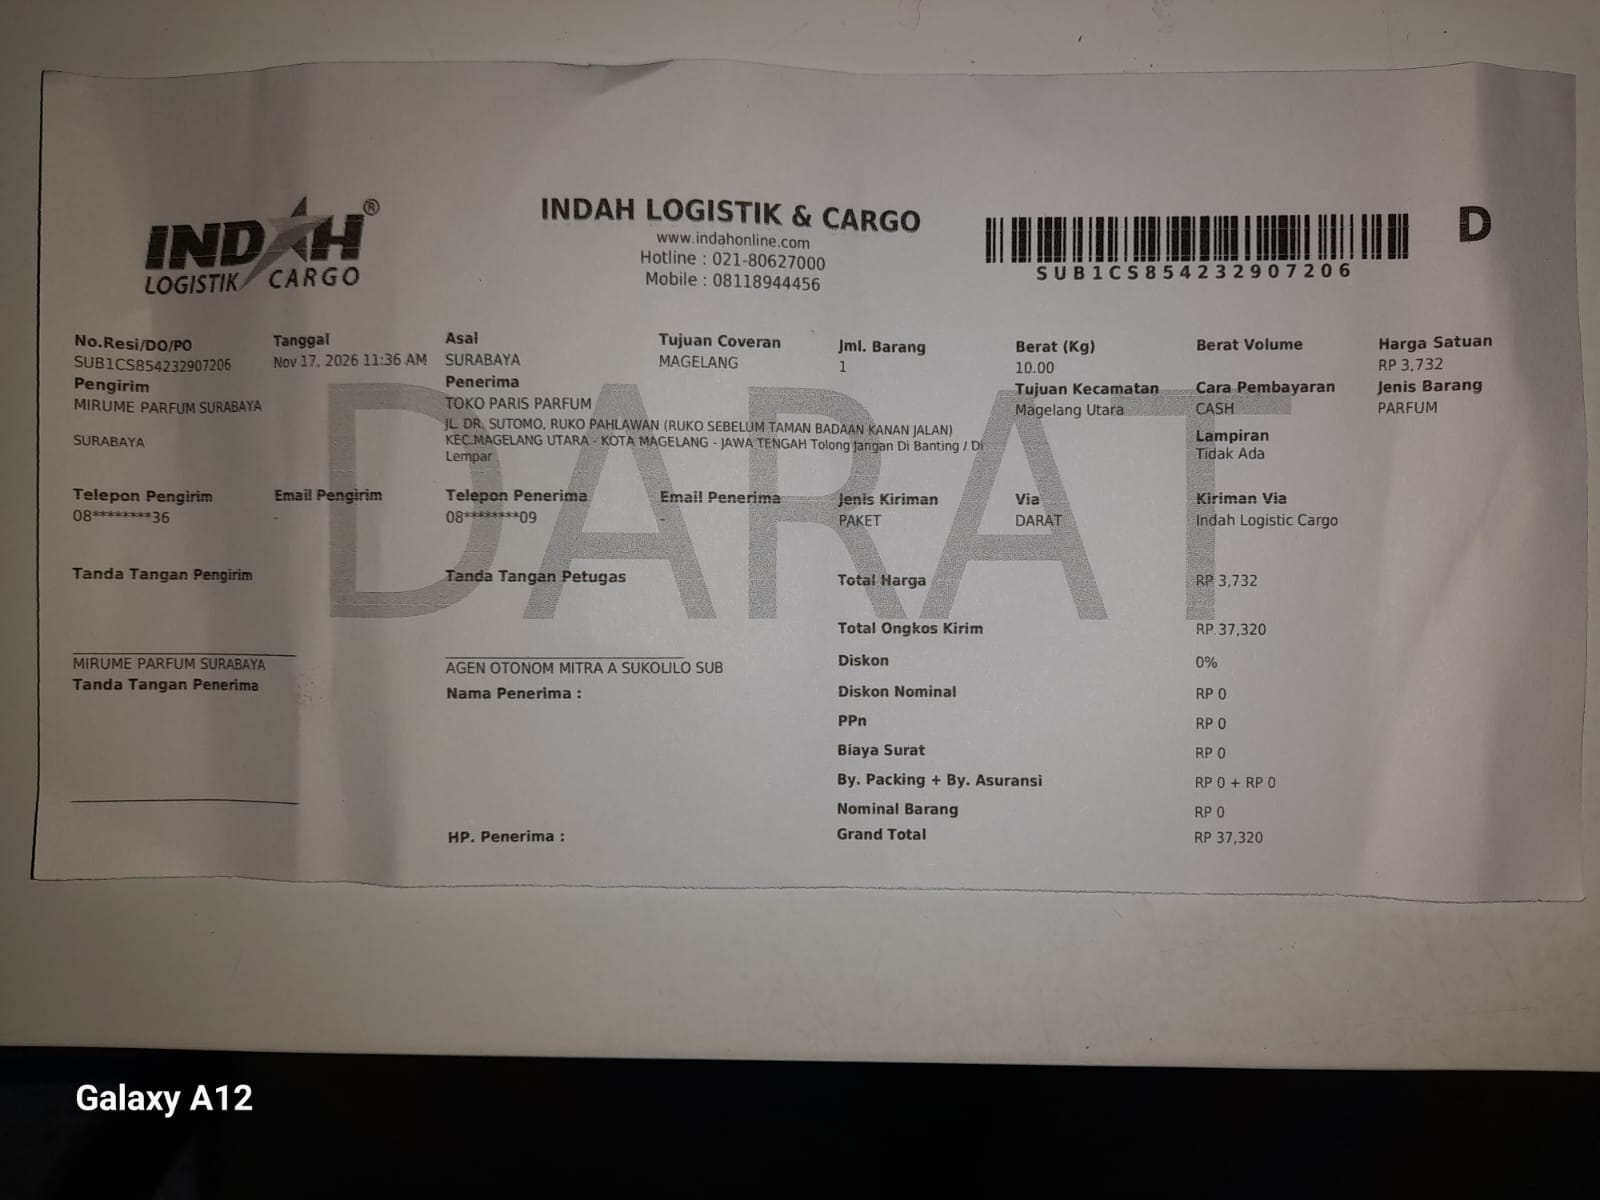 INDAH®
LOGISTIK CARGO
INDAH LOGISTIK & CARGO
www.indahonline.com
Hotline : 021-80627000
Mobile : 08118944456
SUB1CS854232907206
D
No.Resi/DO/PO
SUB1CS854232907206
Tanggal
Nov 17, 2026 11:36 AM
Asal
SURABAYA
Tujuan Coveran
MAGELANG
Jml. Barang
1
Berat (Kg)
10.00
Berat Volume
Harga Satuan
RP 3,732
Pengirim
MIRUME PARFUM SURABAYA
SURABAYA
Penerima
TOKO PARIS PARFUM
JL. DR. SUTOMO, RUKO PAHLAWAN (RUKO SEBELUM TAMAN BADAAN KANAN JALAN)
KEC.MAGELANG UTARA - KOTA MAGELANG - JAWA TENGAH Tolong Jangan Di Banting / Di
Lempar
Tujuan Kecamatan
Magelang Utara
Cara Pembayaran
CASH
Jenis Barang
PARFUM
Lampiran
Tidak Ada
Telepon Pengirim
08********36
Email Pengirim
-
Telepon Penerima
08********09
Email Penerima
-
Jenis Kiriman
PAKET
Via
DARAT
Kiriman Via
Indah Logistic Cargo
DARAT
Tanda Tangan Pengirim
MIRUME PARFUM SURABAYA
Tanda Tangan Petugas
AGEN OTONOM MITRA A SUKOLILO SUB
Tanda Tangan Penerima
Nama Penerima :
HP. Penerima :
Total Harga RP 3,732
Total Ongkos Kirim RP 37,320
Diskon 0%
Diskon Nominal RP 0
PPn RP 0
Biaya Surat RP 0
By. Packing + By. Asuransi RP 0 + RP 0
Nominal Barang RP 0
Grand Total RP 37,320
Galaxy A12